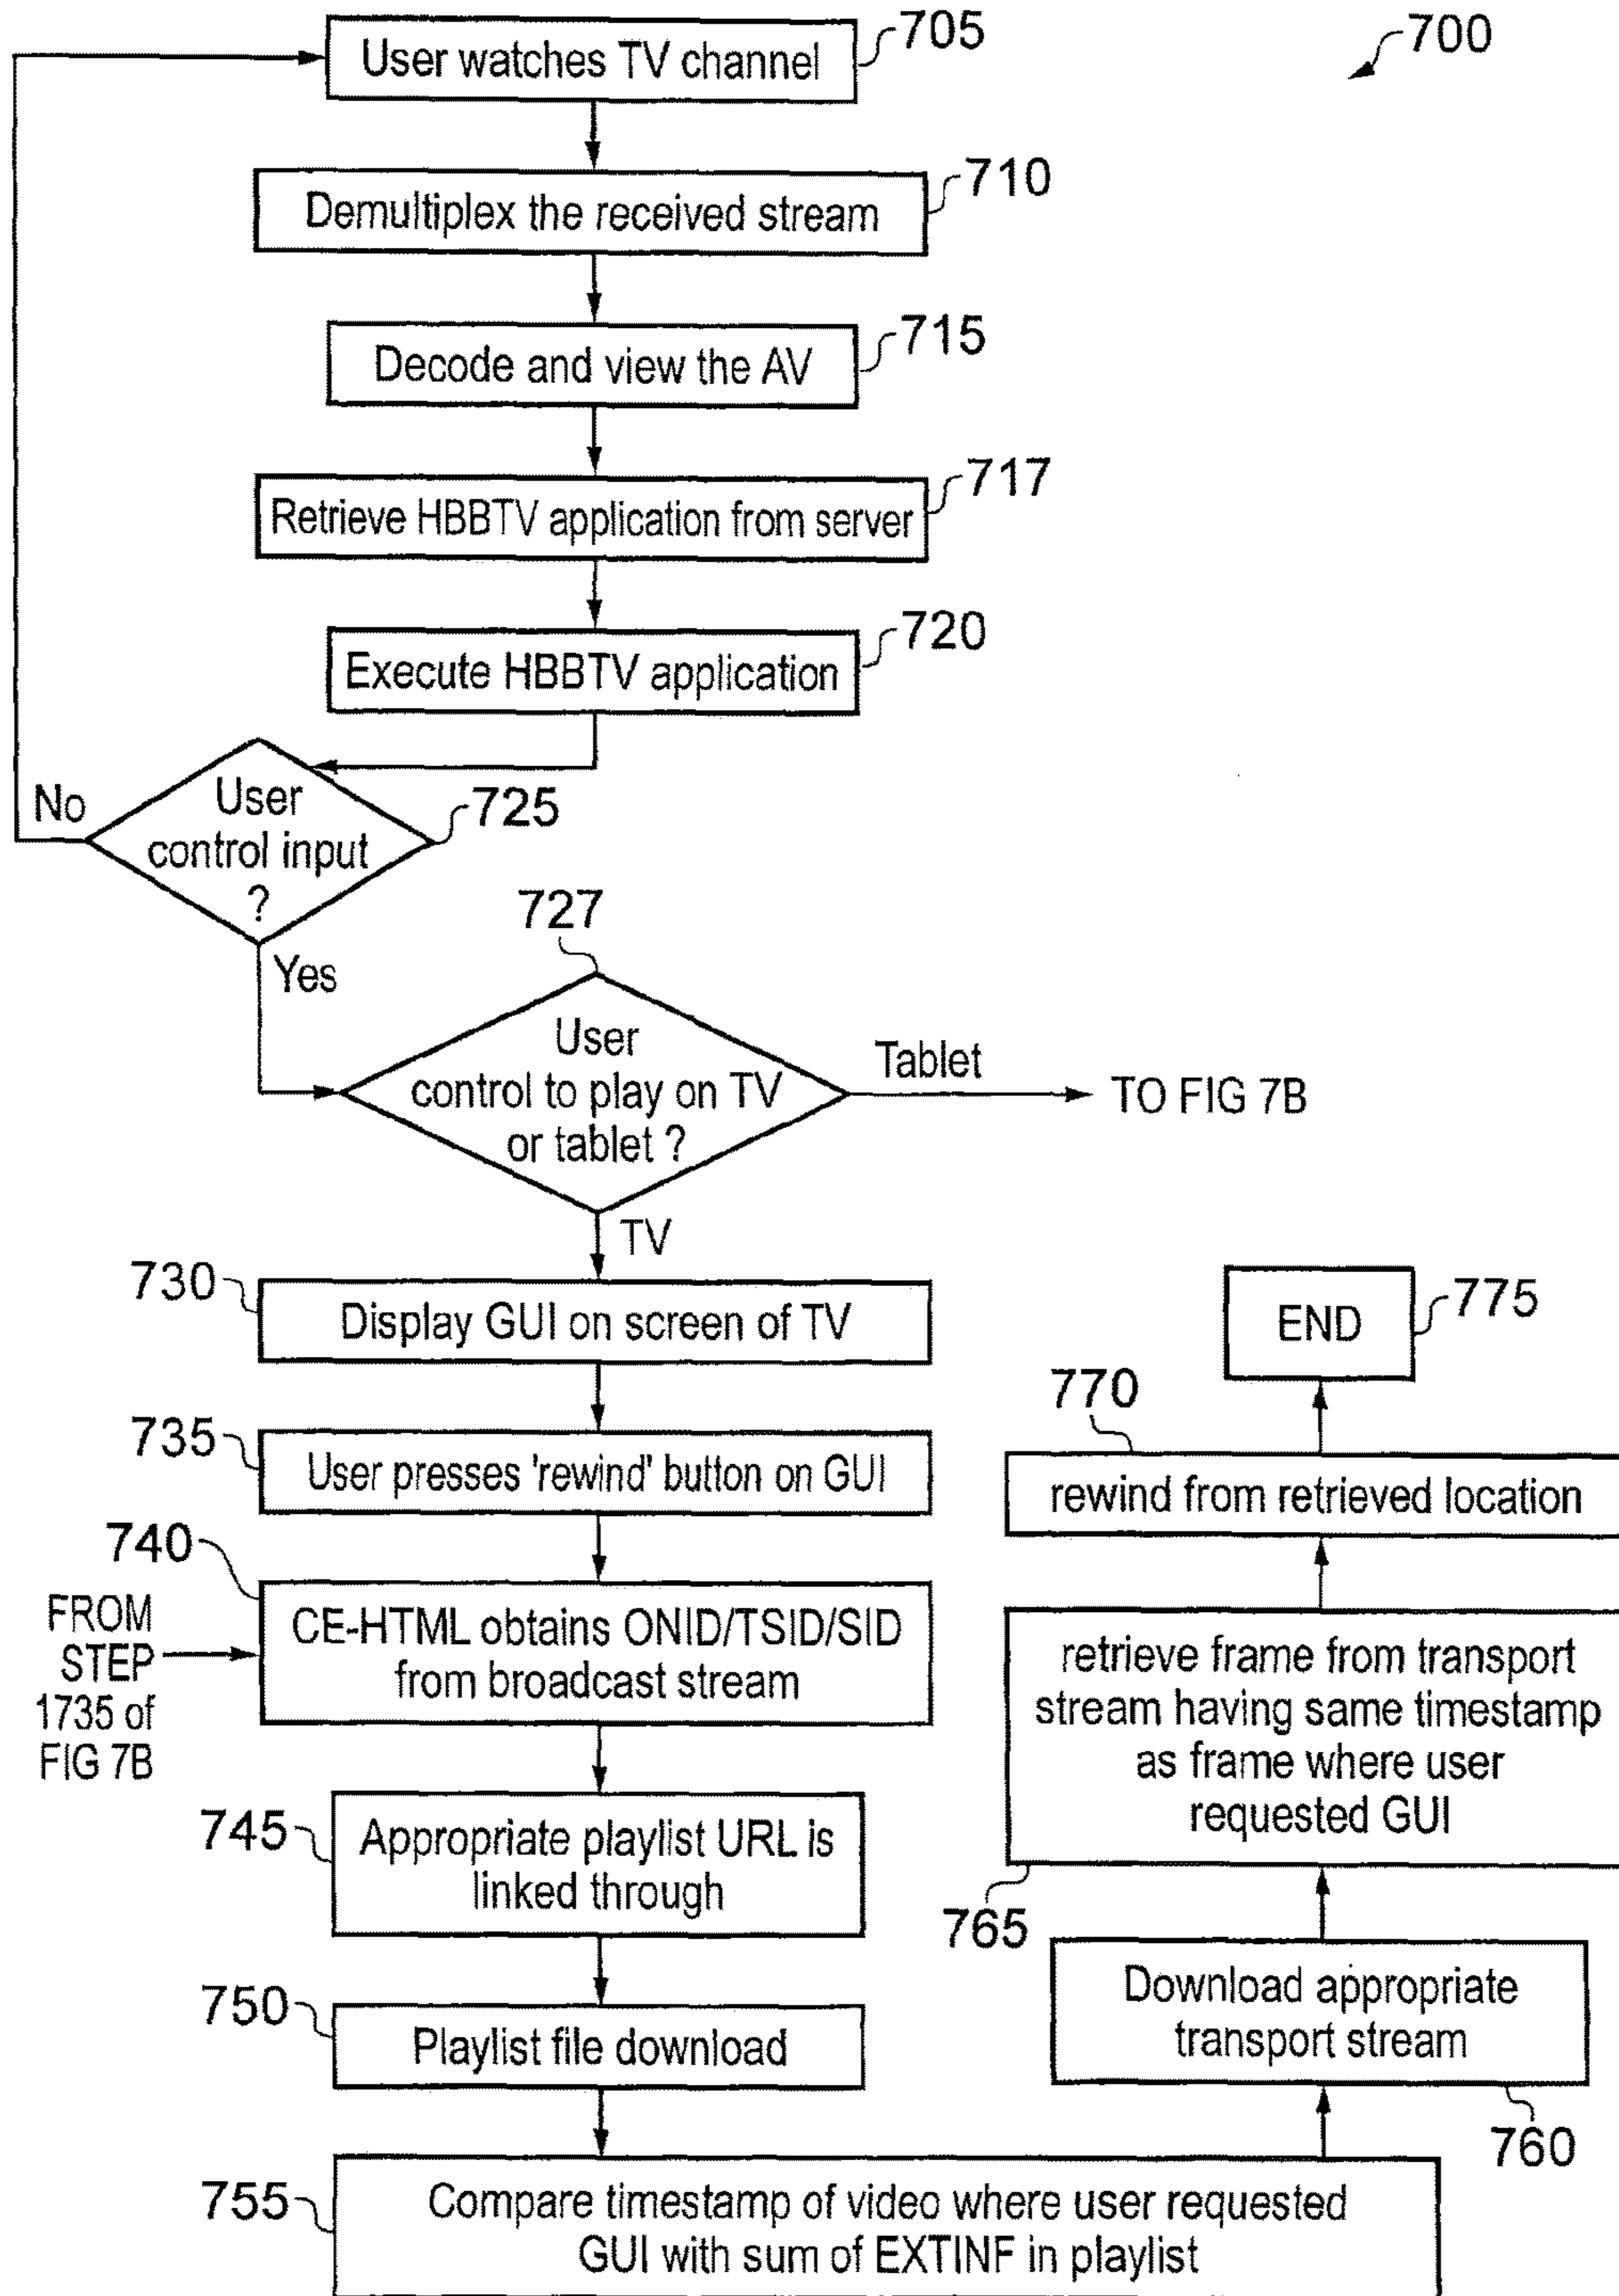 700
705
User watches TV channel
710
Demultiplex the received stream
715
Decode and view the AV
717
Retrieve HBBTV application from server
720
Execute HBBTV application
No
User
control input
?
725
Yes
727
User
control to play on TV
or tablet ?
Tablet
TO FIG 7B
TV
730
Display GUI on screen of TV
735
User presses 'rewind' button on GUI
740
FROM
STEP
1735 of
FIG 7B
CE-HTML obtains ONID/TSID/SID
from broadcast stream
745
Appropriate playlist URL is
linked through
750
Playlist file download
755
Compare timestamp of video where user requested
GUI with sum of EXTINF in playlist
760
Download appropriate
transport stream
765
retrieve frame from transport
stream having same timestamp
as frame where user
requested GUI
770
rewind from retrieved location
END
775